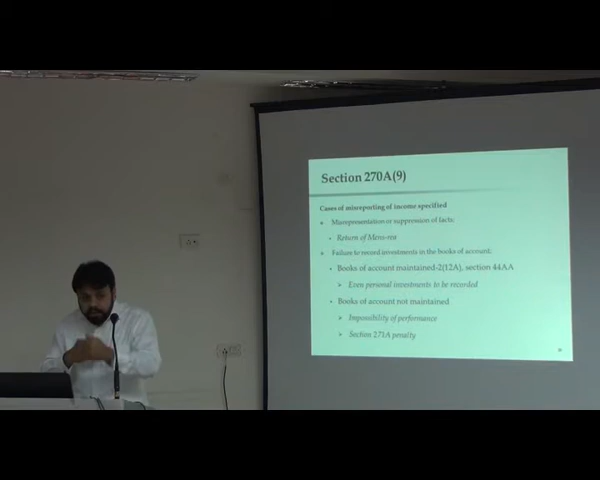 Section 270A(9)
Cases of misreporting of income specified
Misrepresentation or suppression of facts;
Return of Mens-rea
Failure to record investments in the books of account;
Books of account maintained-2(12A), section 44AA
Even personal investments to be recorded
Books of account not maintained
Impossibility of performance
Section 271A penalty